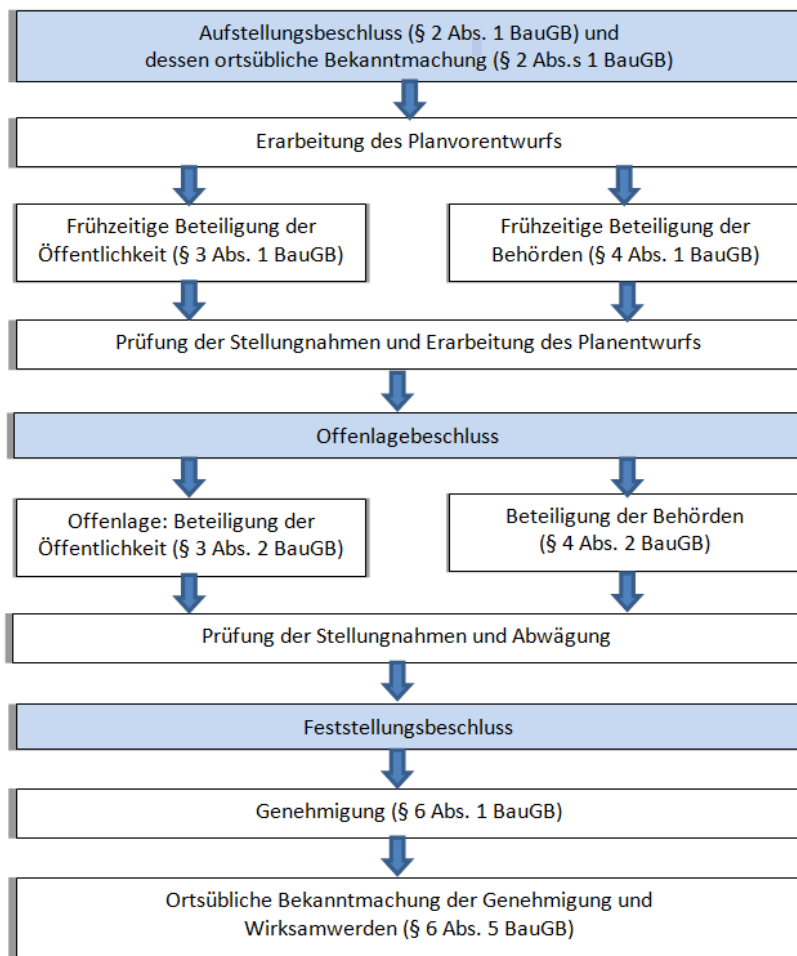 Aufstellungsbeschluss (§ 2 Abs. 1 BauGB) und
dessen ortsübliche Bekanntmachung (§ 2 Abs.s 1 BauGB)
Erarbeitung des Planvorentwurfs
Frühzeitige Beteiligung der
Öffentlichkeit (§ 3 Abs. 1 BauGB)
Frühzeitige Beteiligung der
Behörden (§ 4 Abs. 1 BauGB)
Prüfung der Stellungnahmen und Erarbeitung des Planentwurfs
Offenlagebeschluss
Offenlage: Beteiligung der
Öffentlichkeit (§ 3 Abs. 2 BauGB)
Beteiligung der Behörden
(§ 4 Abs. 2 BauGB)
Prüfung der Stellungnahmen und Abwägung
Feststellungsbeschluss
Genehmigung (§ 6 Abs. 1 BauGB)
Ortsübliche Bekanntmachung der Genehmigung und
Wirksamwerden (§ 6 Abs. 5 BauGB)